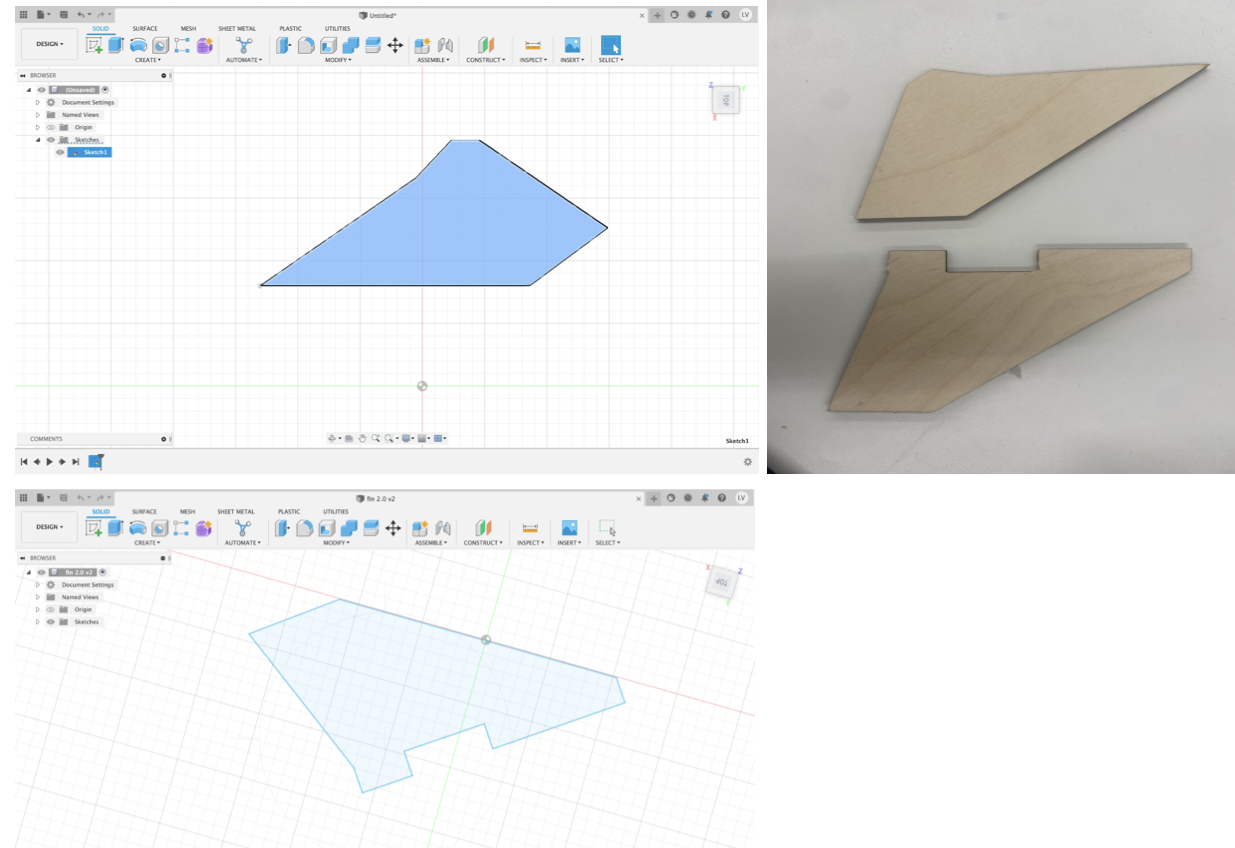 Untitled*
LV
SOLID SURFACE MESH SHEET METAL PLASTIC UTILITIES
DESIGN
CREATE AUTOMATE MODIFY ASSEMBLE CONSTRUCT INSPECT INSERT SELECT
BROWSER
(Unsaved)
Document Settings
Named Views
Origin
Sketches
Sketch1
Z
Y
TOP
X
COMMENTS
Sketch1
fin 2.0 v2
LV
SOLID SURFACE MESH SHEET METAL PLASTIC UTILITIES
DESIGN
CREATE AUTOMATE MODIFY ASSEMBLE CONSTRUCT INSPECT INSERT SELECT
BROWSER
fin 2.0 v2
Document Settings
Named Views
Origin
Sketches
X
Z
TOP
Y